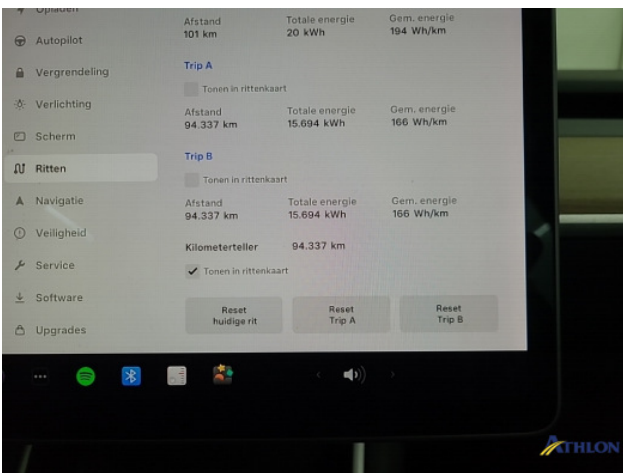 Opladen
Afstand Totale energie Gem. energie
101 km 20 kWh 194 Wh/km
Autopilot
Vergrendeling
Trip A
Tonen in rittenkaart
Verlichting
Afstand Totale energie Gem. energie
94.337 km 15.694 kWh 166 Wh/km
Scherm
Trip B
Ritten
Tonen in rittenkaart
Navigatie
Afstand Totale energie Gem. energie
94.337 km 15.694 kWh 166 Wh/km
Veiligheid
Kilometerteller 94.337 km
Service
Tonen in rittenkaart
Software
Reset huidige rit
Reset Trip A
Reset Trip B
Upgrades
ATHLON